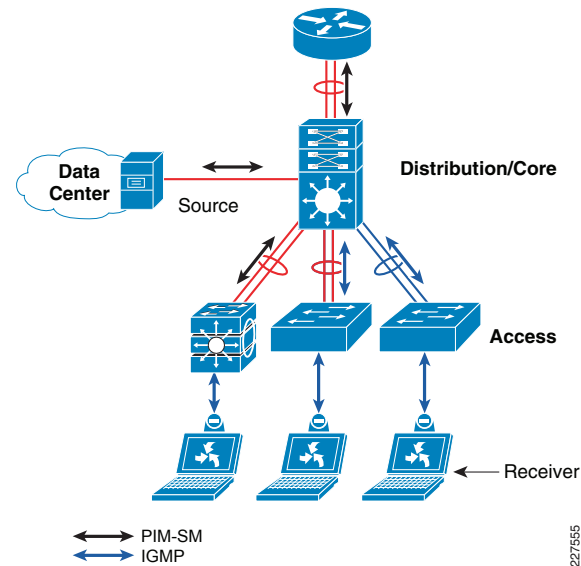 Data
Center
Source
Distribution/Core
Access
Receiver
PIM-SM
IGMP
227555